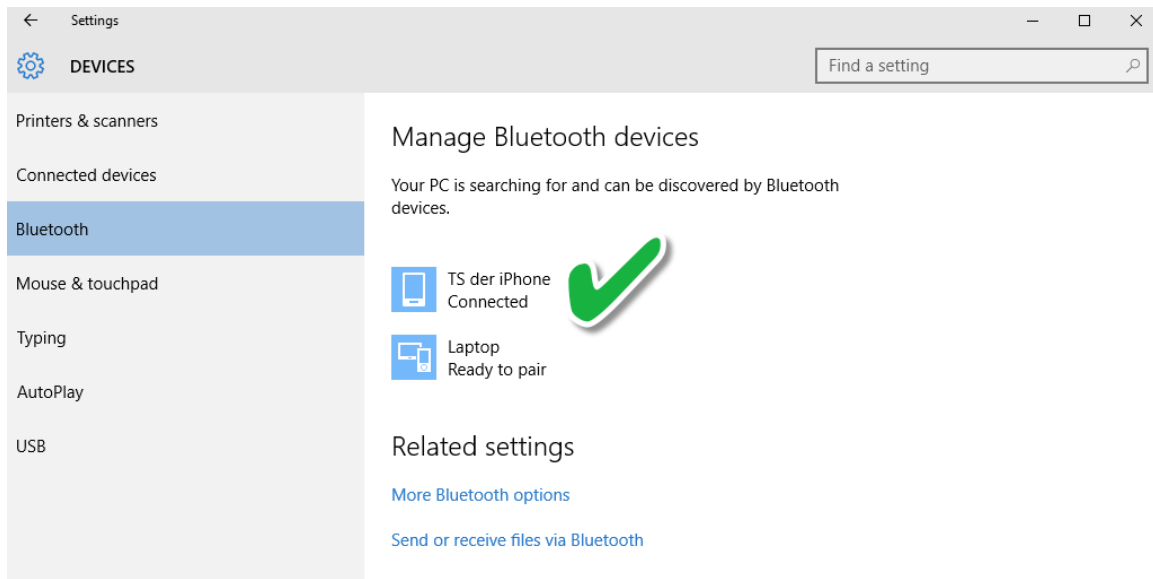 Settings
DEVICES
Find a setting
Printers & scanners
Connected devices
Bluetooth
Mouse & touchpad
Typing
AutoPlay
USB
Manage Bluetooth devices
Your PC is searching for and can be discovered by Bluetooth
devices.
TS der iPhone
Connected
Laptop
Ready to pair
Related settings
More Bluetooth options
Send or receive files via Bluetooth